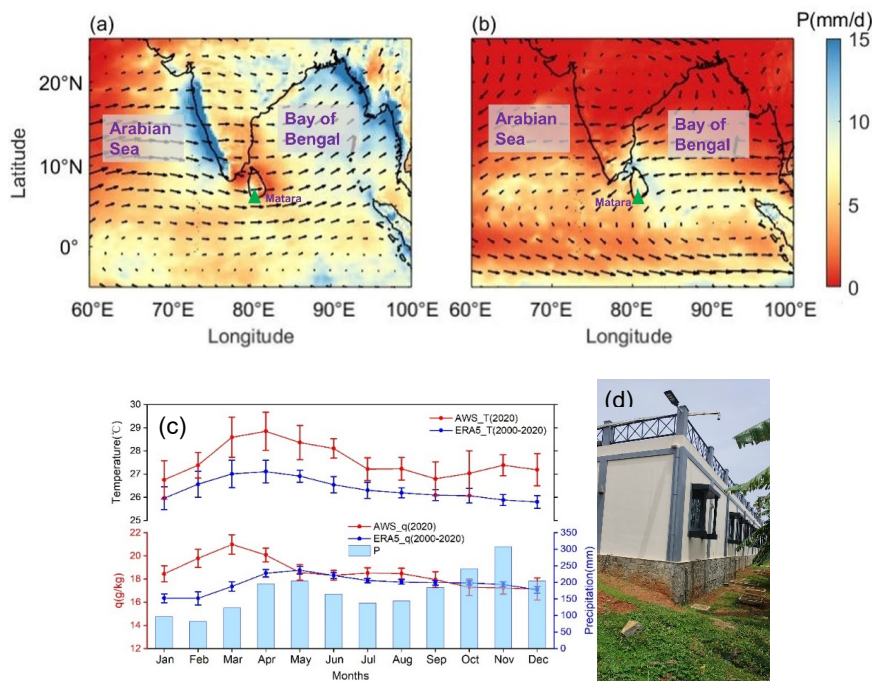 (a)
(b)
P(mm/d)
15
10
5
0
Latitude
20°N
10°N
0°
Arabian
Sea
Bay of
Bengal
Matara
Arabian
Sea
Bay of
Bengal
Matara
60°E 70°E 80°E 90°E 100°E
60°E 70°E 80°E 90°E 100°E
Longitude
Longitude
(c)
(d)
Temperature(℃)
30
29
28
27
26
25
AWS_T(2020)
ERA5_T(2000-2020)
q(g/kg)
22
20
18
16
14
12
AWS_q(2020)
ERA5_q(2000-2020)
P
Precipitation(mm)
350
300
250
200
150
100
50
0
Jan Feb Mar Apr May Jun Jul Aug Sep Oct Nov Dec
Months